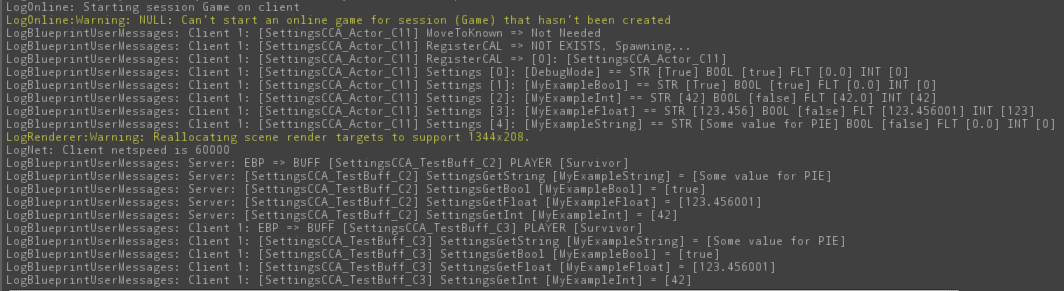 LogOnline: Starting session Game on client
LogOnline:Warning: NULL: Can't start an online game for session (Game) that hasn't been created
LogBlueprintUserMessages: Client 1: [SettingsCCA_Actor_C11] MoveToKnown => Not Needed
LogBlueprintUserMessages: Client 1: [SettingsCCA_Actor_C11] RegisterCAL => NOT EXISTS, Spawning...
LogBlueprintUserMessages: Client 1: [SettingsCCA_Actor_C11] RegisterCAL => [0]: [SettingsCCA_Actor_C11]
LogBlueprintUserMessages: Client 1: [SettingsCCA_Actor_C11] Settings [0]: [DebugMode] == STR [True] BOOL [true] FLT [0.0] INT [0]
LogBlueprintUserMessages: Client 1: [SettingsCCA_Actor_C11] Settings [1]: [MyExampleBool] == STR [True] BOOL [true] FLT [0.0] INT [0]
LogBlueprintUserMessages: Client 1: [SettingsCCA_Actor_C11] Settings [2]: [MyExampleInt] == STR [42] BOOL [false] FLT [42.0] INT [42]
LogBlueprintUserMessages: Client 1: [SettingsCCA_Actor_C11] Settings [3]: [MyExampleFloat] == STR [123.456] BOOL [false] FLT [123.456001] INT [123]
LogBlueprintUserMessages: Client 1: [SettingsCCA_Actor_C11] Settings [4]: [MyExampleString] == STR [Some value for PIE] BOOL [false] FLT [0.0] INT [0]
LogRenderer:Warning: Reallocating scene render targets to support 1344x208.
LogNet: Client netspeed is 60000
LogBlueprintUserMessages: Server: EBP => BUFF [SettingsCCA_TestBuff_C2] PLAYER [Survivor]
LogBlueprintUserMessages: Server: [SettingsCCA_TestBuff_C2] SettingsGetString [MyExampleString] = [Some value for PIE]
LogBlueprintUserMessages: Server: [SettingsCCA_TestBuff_C2] SettingsGetBool [MyExampleBool] = [true]
LogBlueprintUserMessages: Server: [SettingsCCA_TestBuff_C2] SettingsGetFloat [MyExampleFloat] = [123.456001]
LogBlueprintUserMessages: Server: [SettingsCCA_TestBuff_C2] SettingsGetInt [MyExampleInt] = [42]
LogBlueprintUserMessages: Client 1: EBP => BUFF [SettingsCCA_TestBuff_C3] PLAYER [Survivor]
LogBlueprintUserMessages: Client 1: [SettingsCCA_TestBuff_C3] SettingsGetString [MyExampleString] = [Some value for PIE]
LogBlueprintUserMessages: Client 1: [SettingsCCA_TestBuff_C3] SettingsGetBool [MyExampleBool] = [true]
LogBlueprintUserMessages: Client 1: [SettingsCCA_TestBuff_C3] SettingsGetFloat [MyExampleFloat] = [123.456001]
LogBlueprintUserMessages: Client 1: [SettingsCCA_TestBuff_C3] SettingsGetInt [MyExampleInt] = [42]